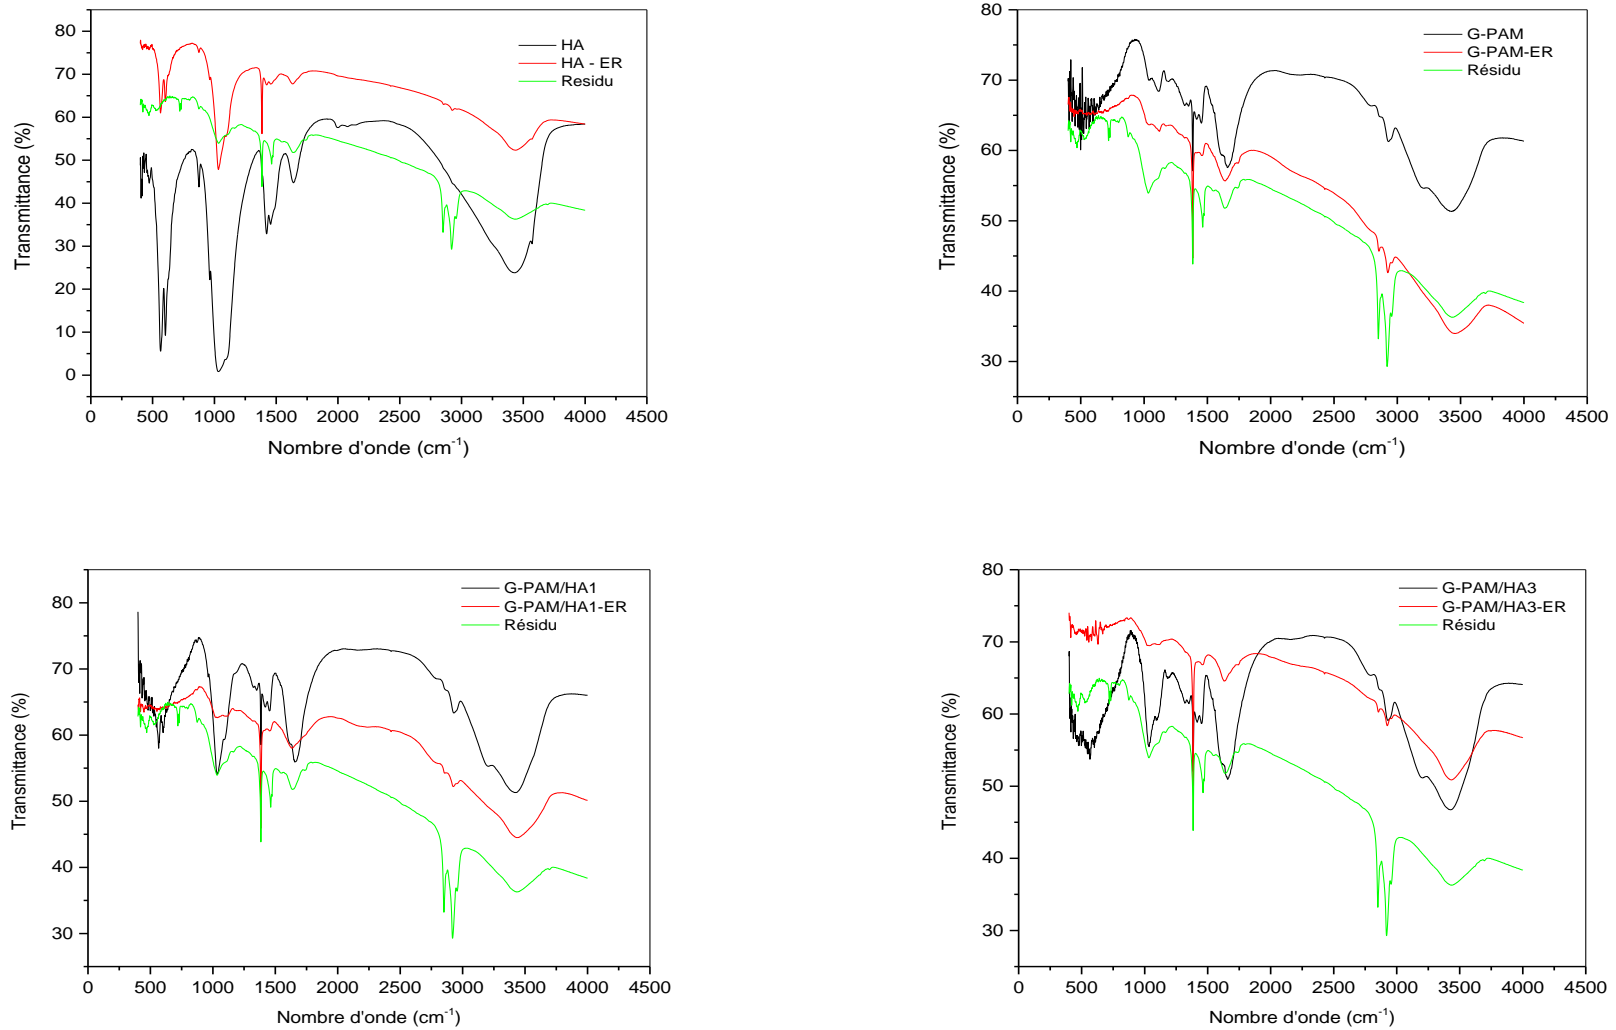 80
70
60
50
40
30
20
10
0
Transmittance (%)
HA
HA - ER
Residu
0 500 1000 1500 2000 2500 3000 3500 4000 4500
Nombre d'onde (cm-1)
80
70
60
50
40
30
Transmittance (%)
G-PAM
G-PAM-ER
Résidu
0 500 1000 1500 2000 2500 3000 3500 4000 4500
Nombre d'onde (cm-1)
80
70
60
50
40
30
Transmittance (%)
G-PAM/HA1
G-PAM/HA1-ER
Résidu
0 500 1000 1500 2000 2500 3000 3500 4000 4500
Nombre d'onde (cm-1)
80
70
60
50
40
30
Transmittance (%)
G-PAM/HA3
G-PAM/HA3-ER
Résidu
0 500 1000 1500 2000 2500 3000 3500 4000 4500
Nombre d'onde (cm-1)